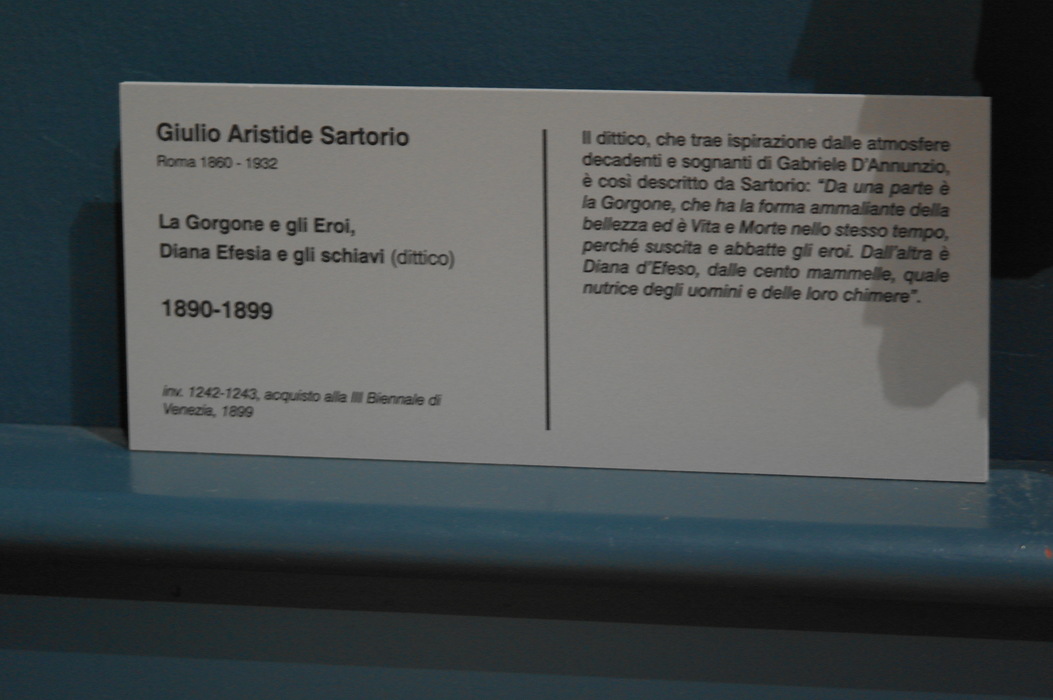 Giulio Aristide Sartorio
Roma 1860 - 1932
La Gorgone e gli Eroi,
Diana Efesia e gli schiavi (dittico)
1890-1899
inv. 1242-1243, acquisto alla III Biennale di
Venezia, 1899
Il dittico, che trae ispirazione dalle atmosfere
decadenti e sognanti di Gabriele D'Annunzio,
è così descritto da Sartorio: “Da una parte è
la Gorgone, che ha la forma ammaliante della
bellezza ed è Vita e Morte nello stesso tempo,
perché suscita e abbatte gli eroi. Dall'altra è
Diana d'Efeso, dalle cento mammelle, quale
nutrice degli uomini e delle loro chimere”.